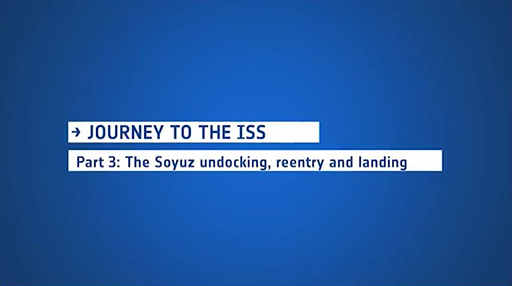 → JOURNEY TO THE ISS
Part 3: The Soyuz undocking, reentry and landing